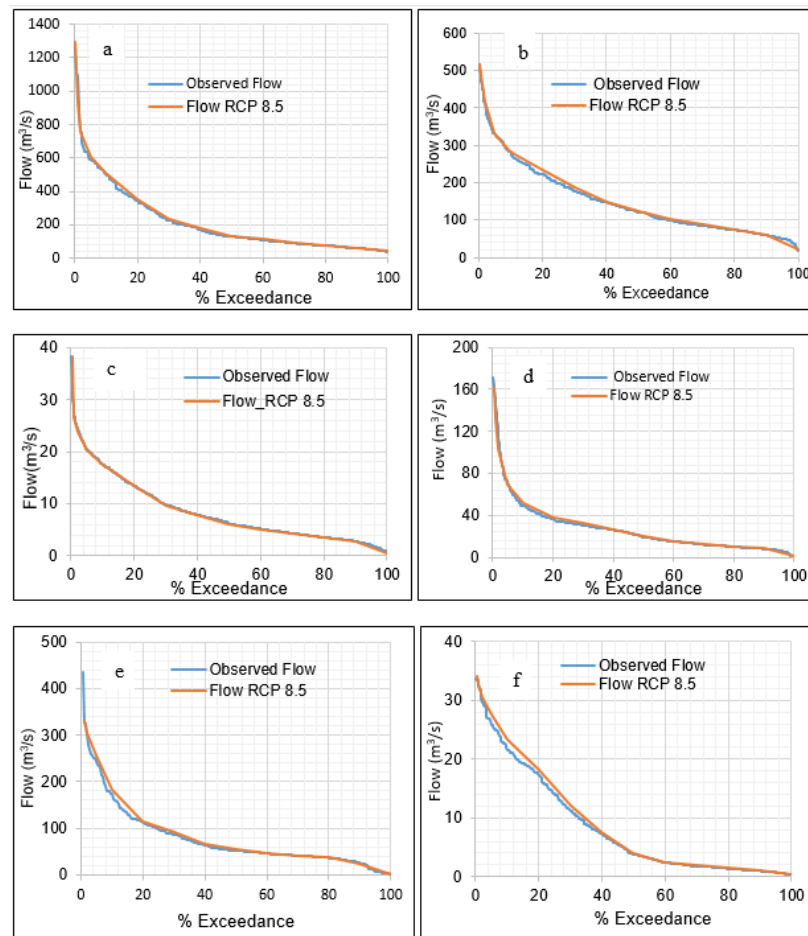 a
Observed Flow
Flow RCP 8.5
Flow (m³/s)
1400
1200
1000
800
600
400
200
0
0 20 40 60 80 100
% Exceedance
b
Observed Flow
Flow RCP 8.5
Flow (m³/s)
600
500
400
300
200
100
0
0 20 40 60 80 100
% Exceedance
c
Observed Flow
Flow_RCP 8.5
Flow(m³/s)
40
30
20
10
0
0 20 40 60 80 100
% Exceedance
d
Observed Flow
Flow RCP 8.5
Flow (m³/s)
200
160
120
80
40
0
0 20 40 60 80 100
% Exceedance
e
Observed Flow
Flow RCP 8.5
Flow (m³/s)
500
400
300
200
100
0
0 20 40 60 80 100
% Exceedance
f
Observed Flow
Flow RCP 8.5
Flow (m³/s)
40
30
20
10
0
0 20 40 60 80 100
% Exceedance